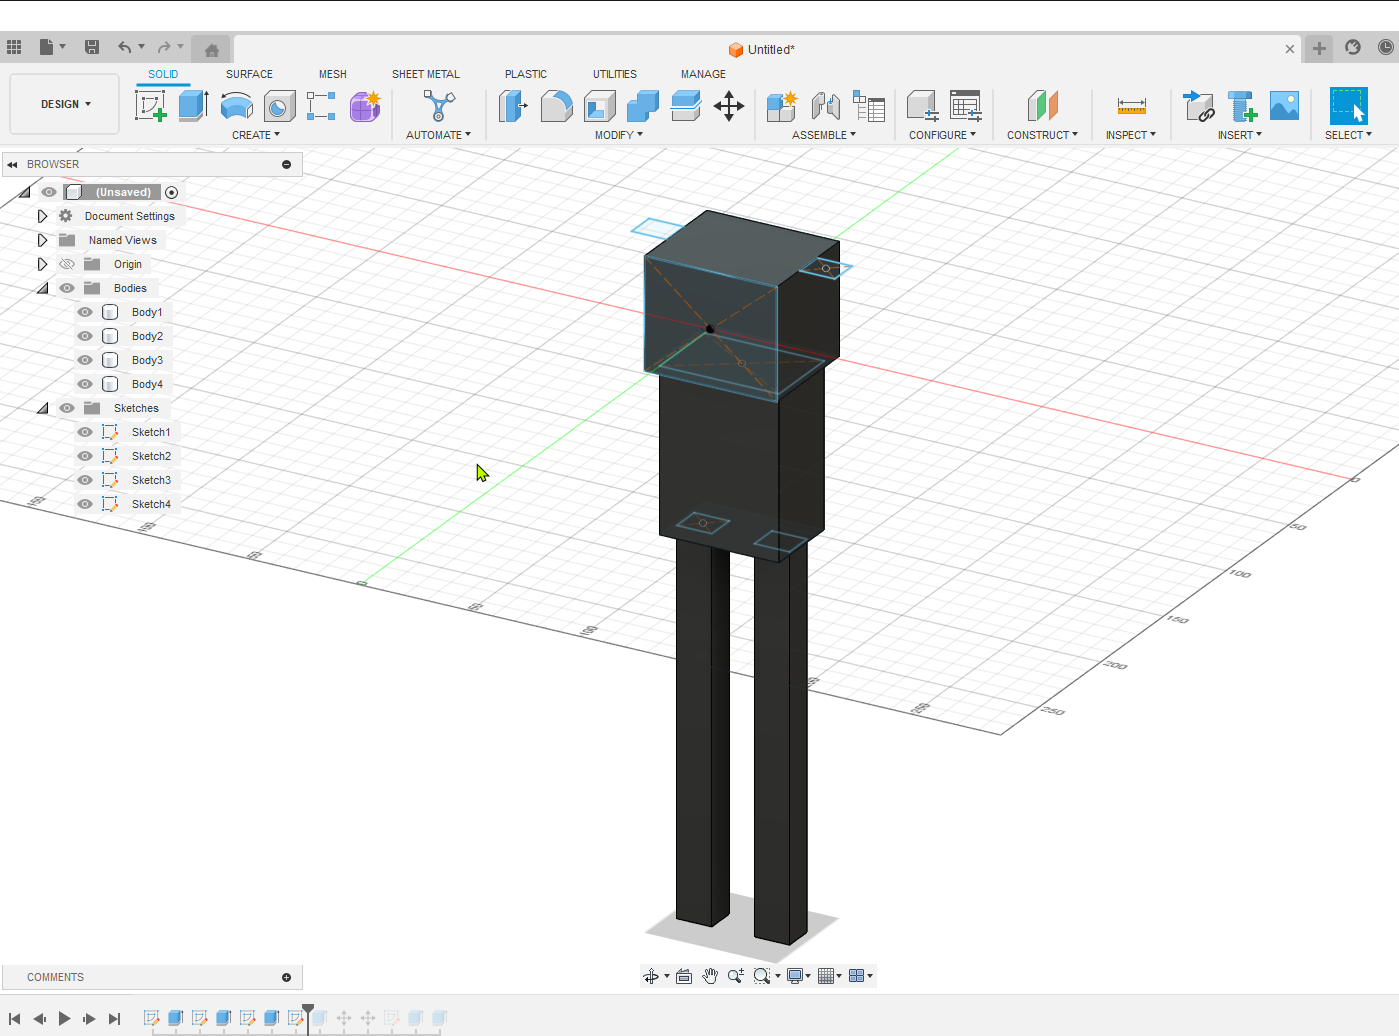 Untitled*
SOLID SURFACE MESH SHEET METAL PLASTIC UTILITIES MANAGE
DESIGN
CREATE AUTOMATE MODIFY ASSEMBLE CONFIGURE CONSTRUCT INSPECT INSERT SELECT
BROWSER
(Unsaved)
Document Settings
Named Views
Origin
Bodies
Body1
Body2
Body3
Body4
Sketches
Sketch1
Sketch2
Sketch3
Sketch4
0
50
100
150
200
250
COMMENTS